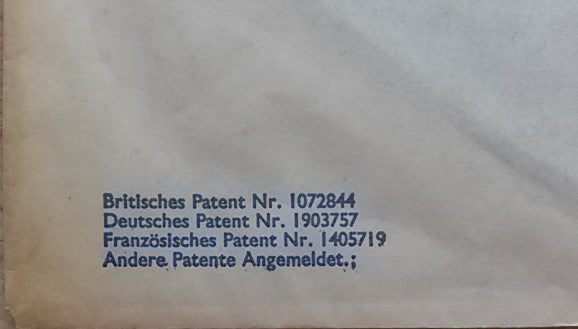 Britisches Patent Nr. 1072844
Deutsches Patent Nr. 1903757
Französisches Patent Nr. 1405719
Andere. Patente Angemeldet.;